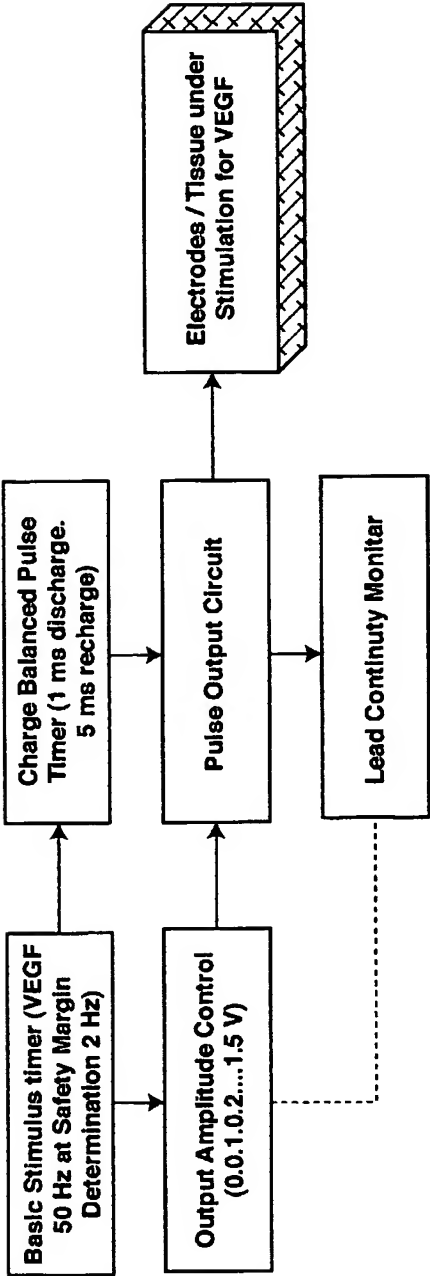 Basic Stimulus timer (VEGF
50 Hz at Safety Margin
Determination 2 Hz)
Charge Balanced Pulse
Timer (1 ms discharge.
5 ms recharge)
Output Amplitude Control
(0.0.1.0.2....1.5 V)
Pulse Output Circuit
Electrodes / Tissue under
Stimulation for VEGF
Lead Continuty Monitar